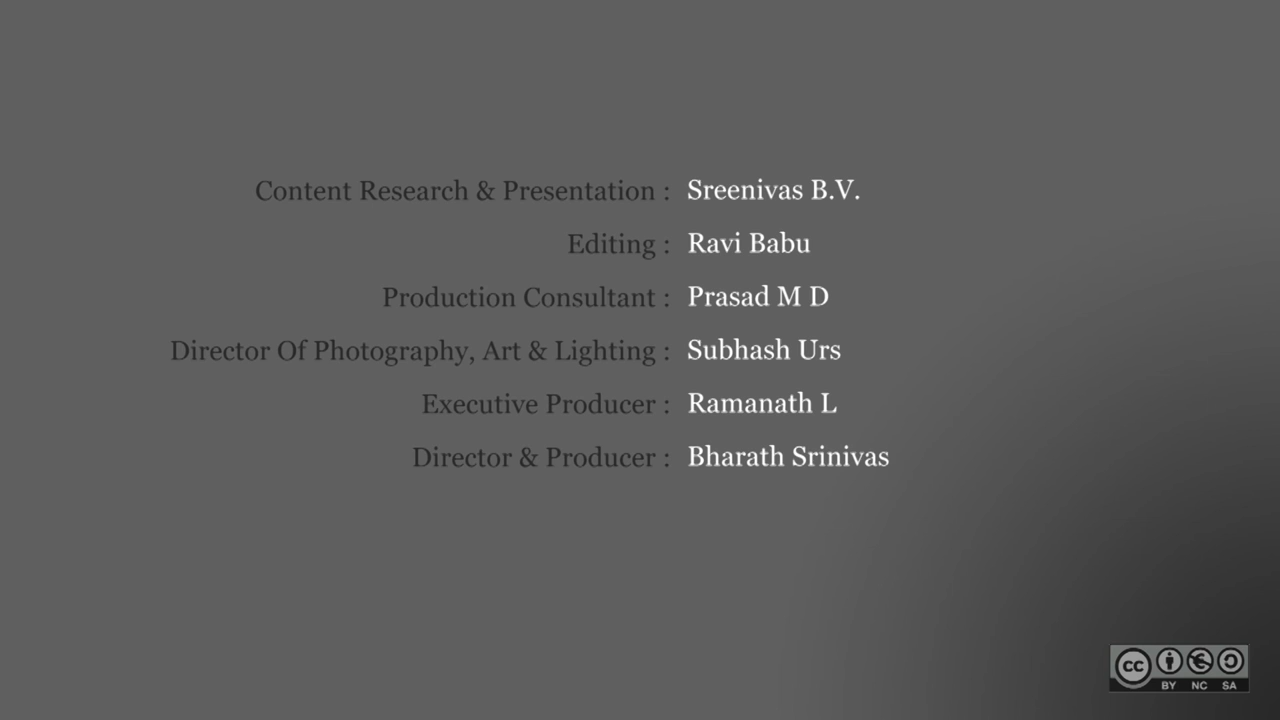 Content Research & Presentation : Sreenivas B.V.
Editing : Ravi Babu
Production Consultant : Prasad M D
Director Of Photography, Art & Lighting : Subhash Urs
Executive Producer : Ramanath L
Director & Producer : Bharath Srinivas
cc
BY NC SA